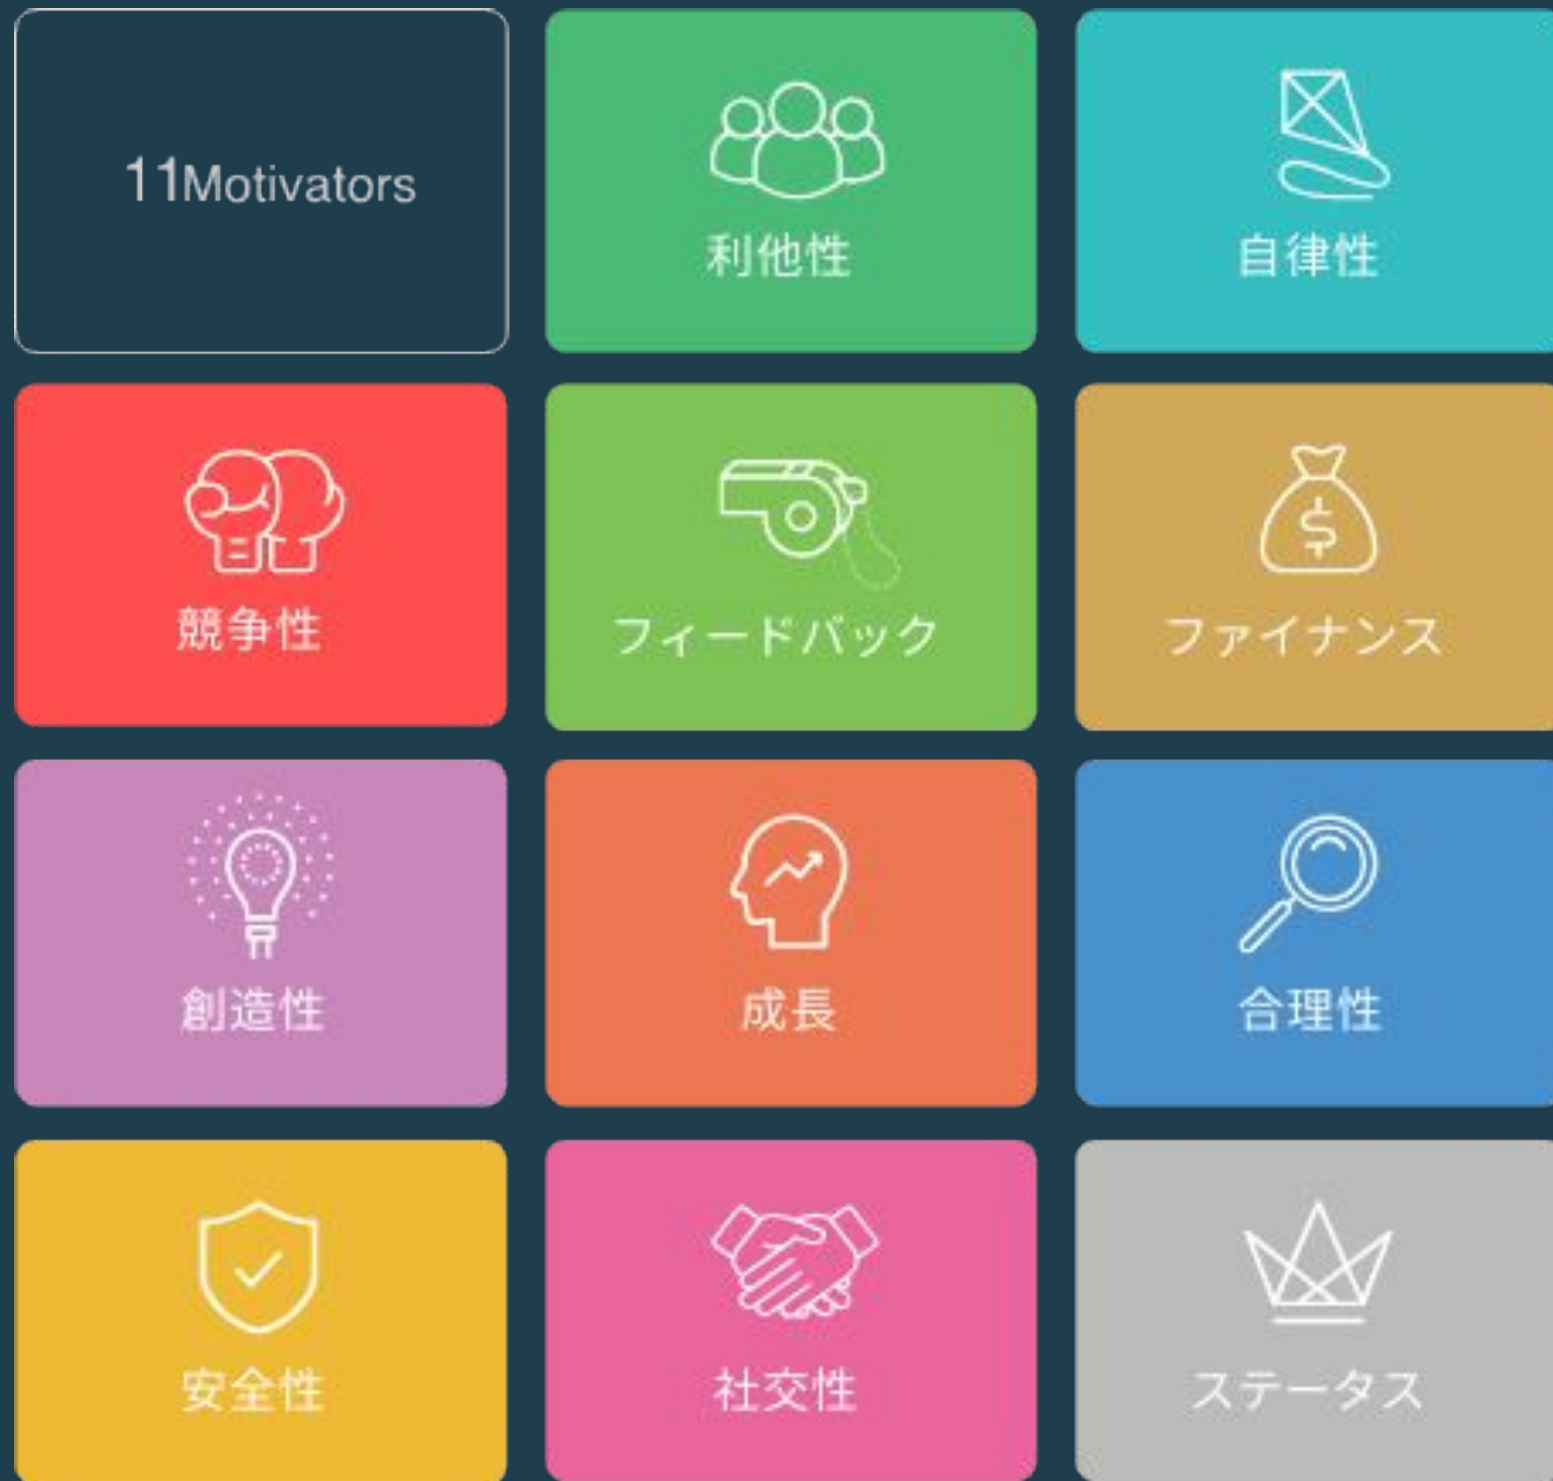 11Motivators
利他性
自律性
競争性
フィードバック
ファイナンス
創造性
成長
合理性
安全性
社交性
ステータス